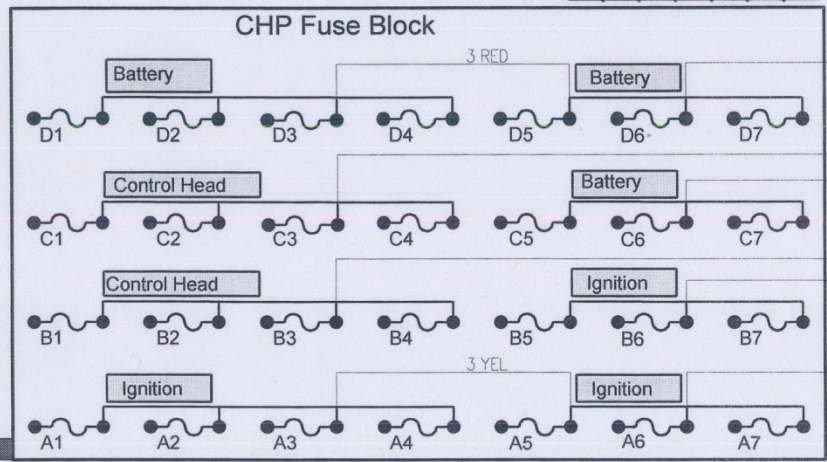 CHP Fuse Block
3 RED
Battery Battery
D1 D2 D3 D4 D5 D6 D7
Control Head Battery
C1 C2 C3 C4 C5 C6 C7
Control Head Ignition
B1 B2 B3 B4 B5 B6 B7
3 YEL
Ignition Ignition
A1 A2 A3 A4 A5 A6 A7